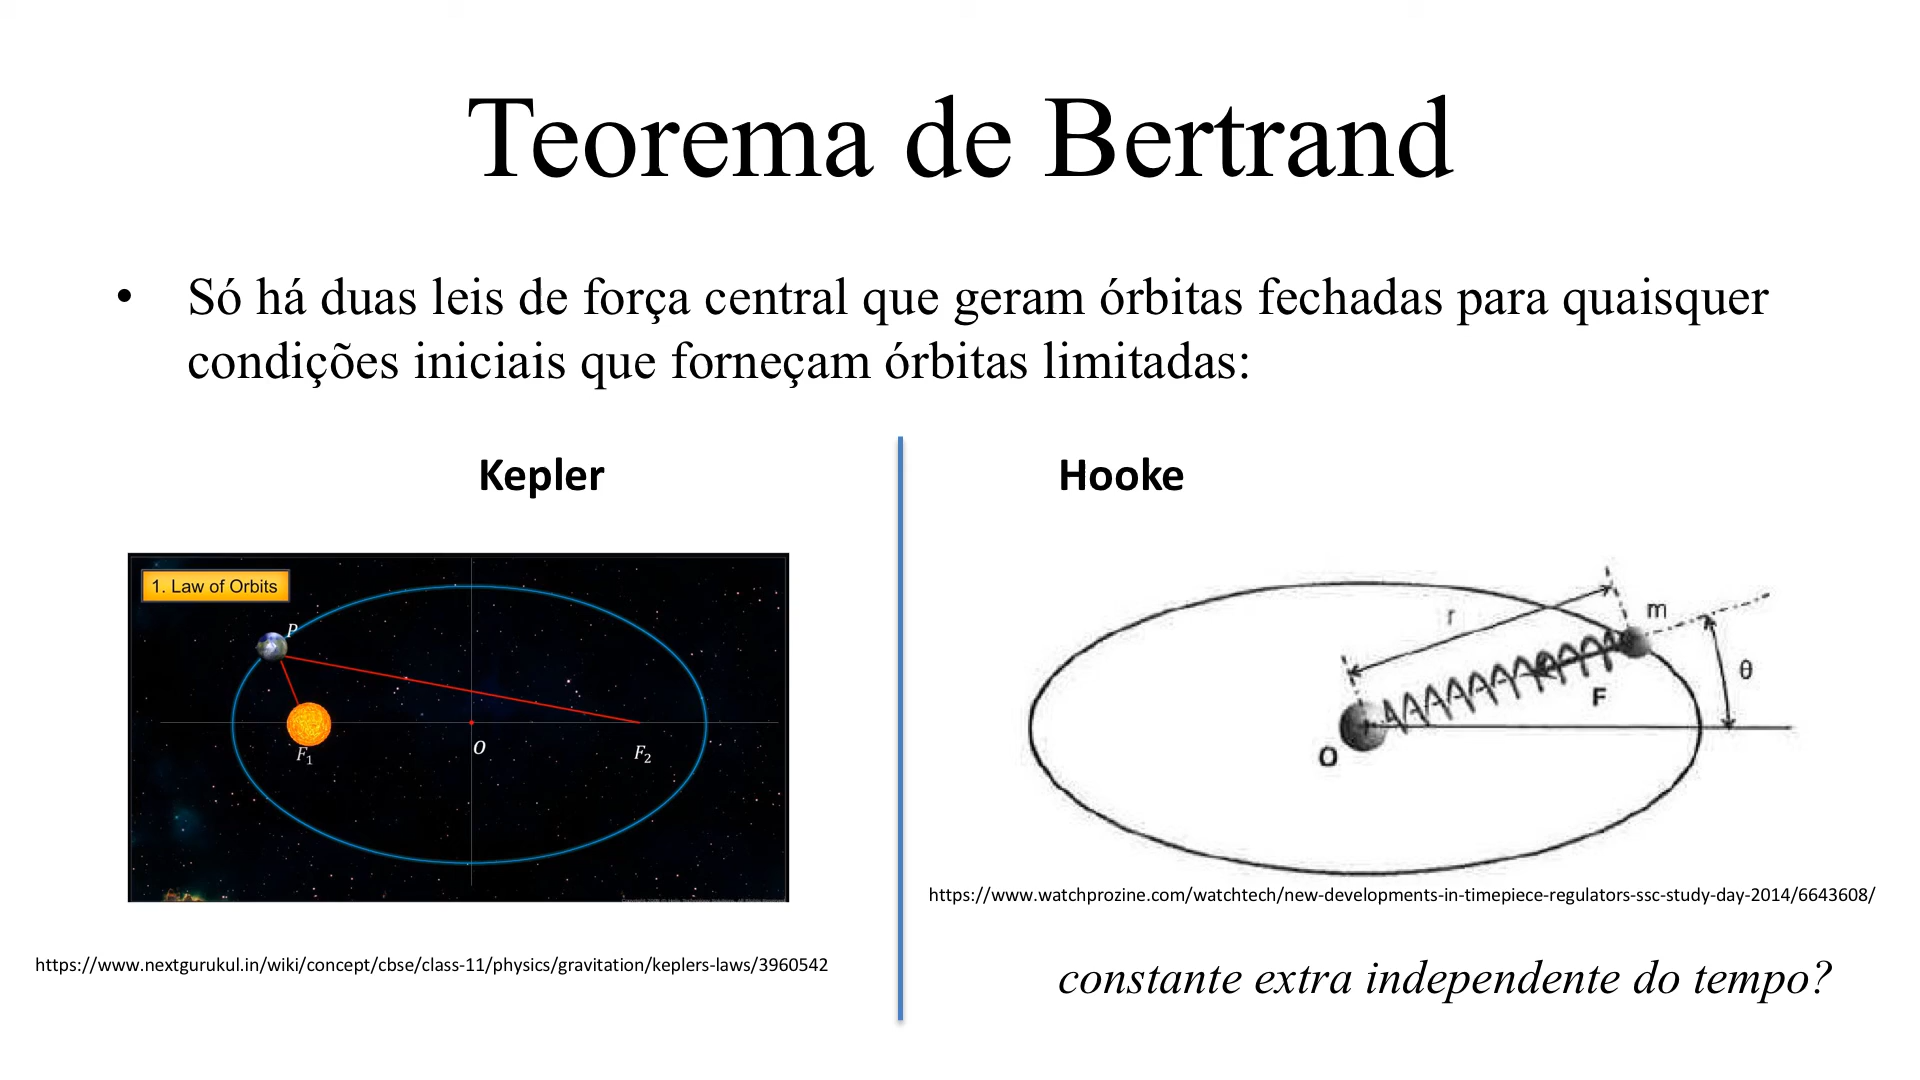 Teorema de Bertrand
• Só há duas leis de força central que geram órbitas fechadas para quaisquer
condições iniciais que forneçam órbitas limitadas:
Kepler
1. Law of Orbits
P
F₁
O
F₂
https://www.nextgurukul.in/wiki/concept/cbse/class-11/physics/gravitation/keplers-laws/3960542
Hooke
r
m
θ
F
O
https://www.watchprozine.com/watchtech/new-developments-in-timepiece-regulators-ssc-study-day-2014/6643608/
constante extra independente do tempo?